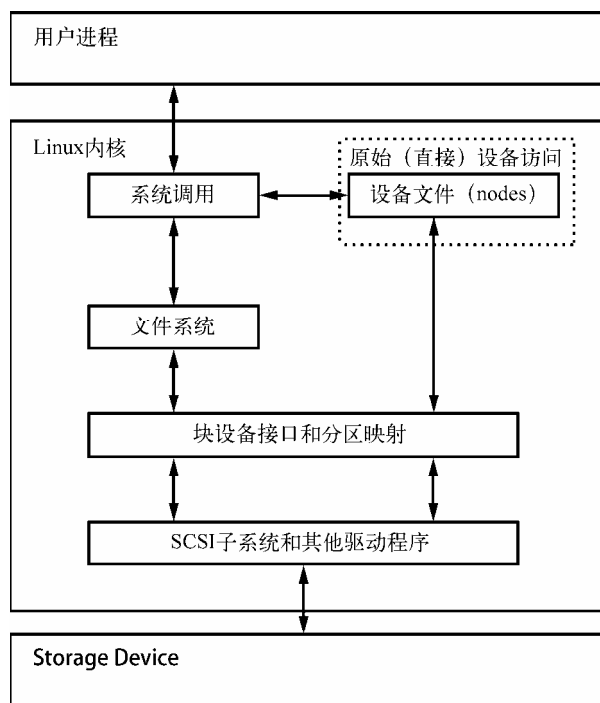 用户进程
Linux内核
原始（直接）设备访问
系统调用
设备文件（nodes）
文件系统
块设备接口和分区映射
SCSI子系统和其他驱动程序
Storage Device